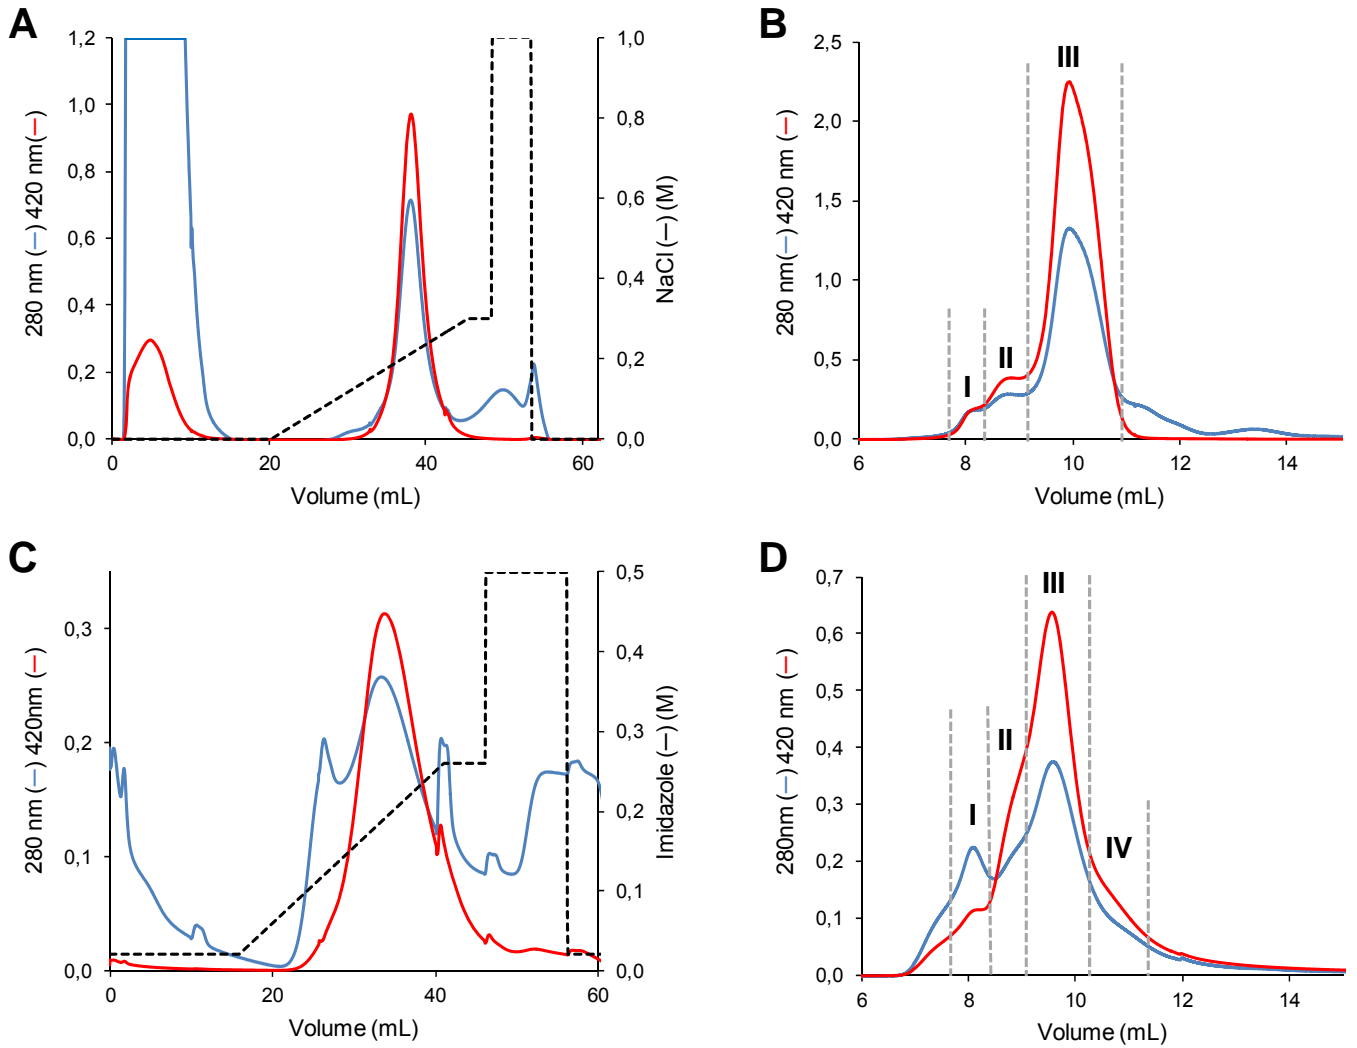 A
1,2
1,0
0,8
0,6
0,4
0,2
0,0
1,0
0,8
0,6
0,4
0,2
0,0
0
20
40
60
280 nm (—) 420 nm(—)
NaCl (—) (M)
Volume (mL)
B
2,5
2,0
1,5
1,0
0,5
0,0
6
8
10
12
14
I
II
III
280 nm(—) 420 nm (—)
Volume (mL)
C
0,3
0,2
0,1
0,0
0,5
0,4
0,3
0,2
0,1
0,0
0
20
40
60
280 nm (—) 420nm (—)
Imidazole (—) (M)
Volume (mL)
D
0,7
0,6
0,5
0,4
0,3
0,2
0,1
0,0
6
8
10
12
14
I
II
III
IV
280nm (—) 420 nm (—)
Volume (mL)